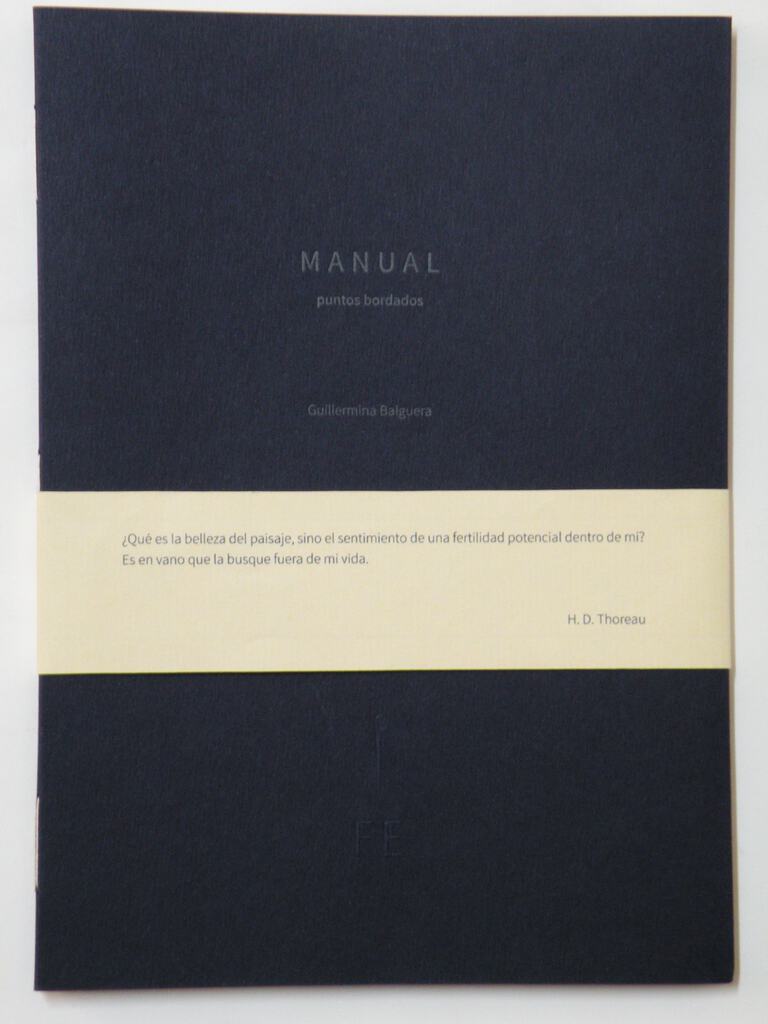 MANUAL
puntos bordados
Guillermina Balguera
¿Qué es la belleza del paisaje, sino el sentimiento de una fertilidad potencial dentro de mi?
Es en vano que la busque fuera de mi vida.
H. D. Thoreau
FE